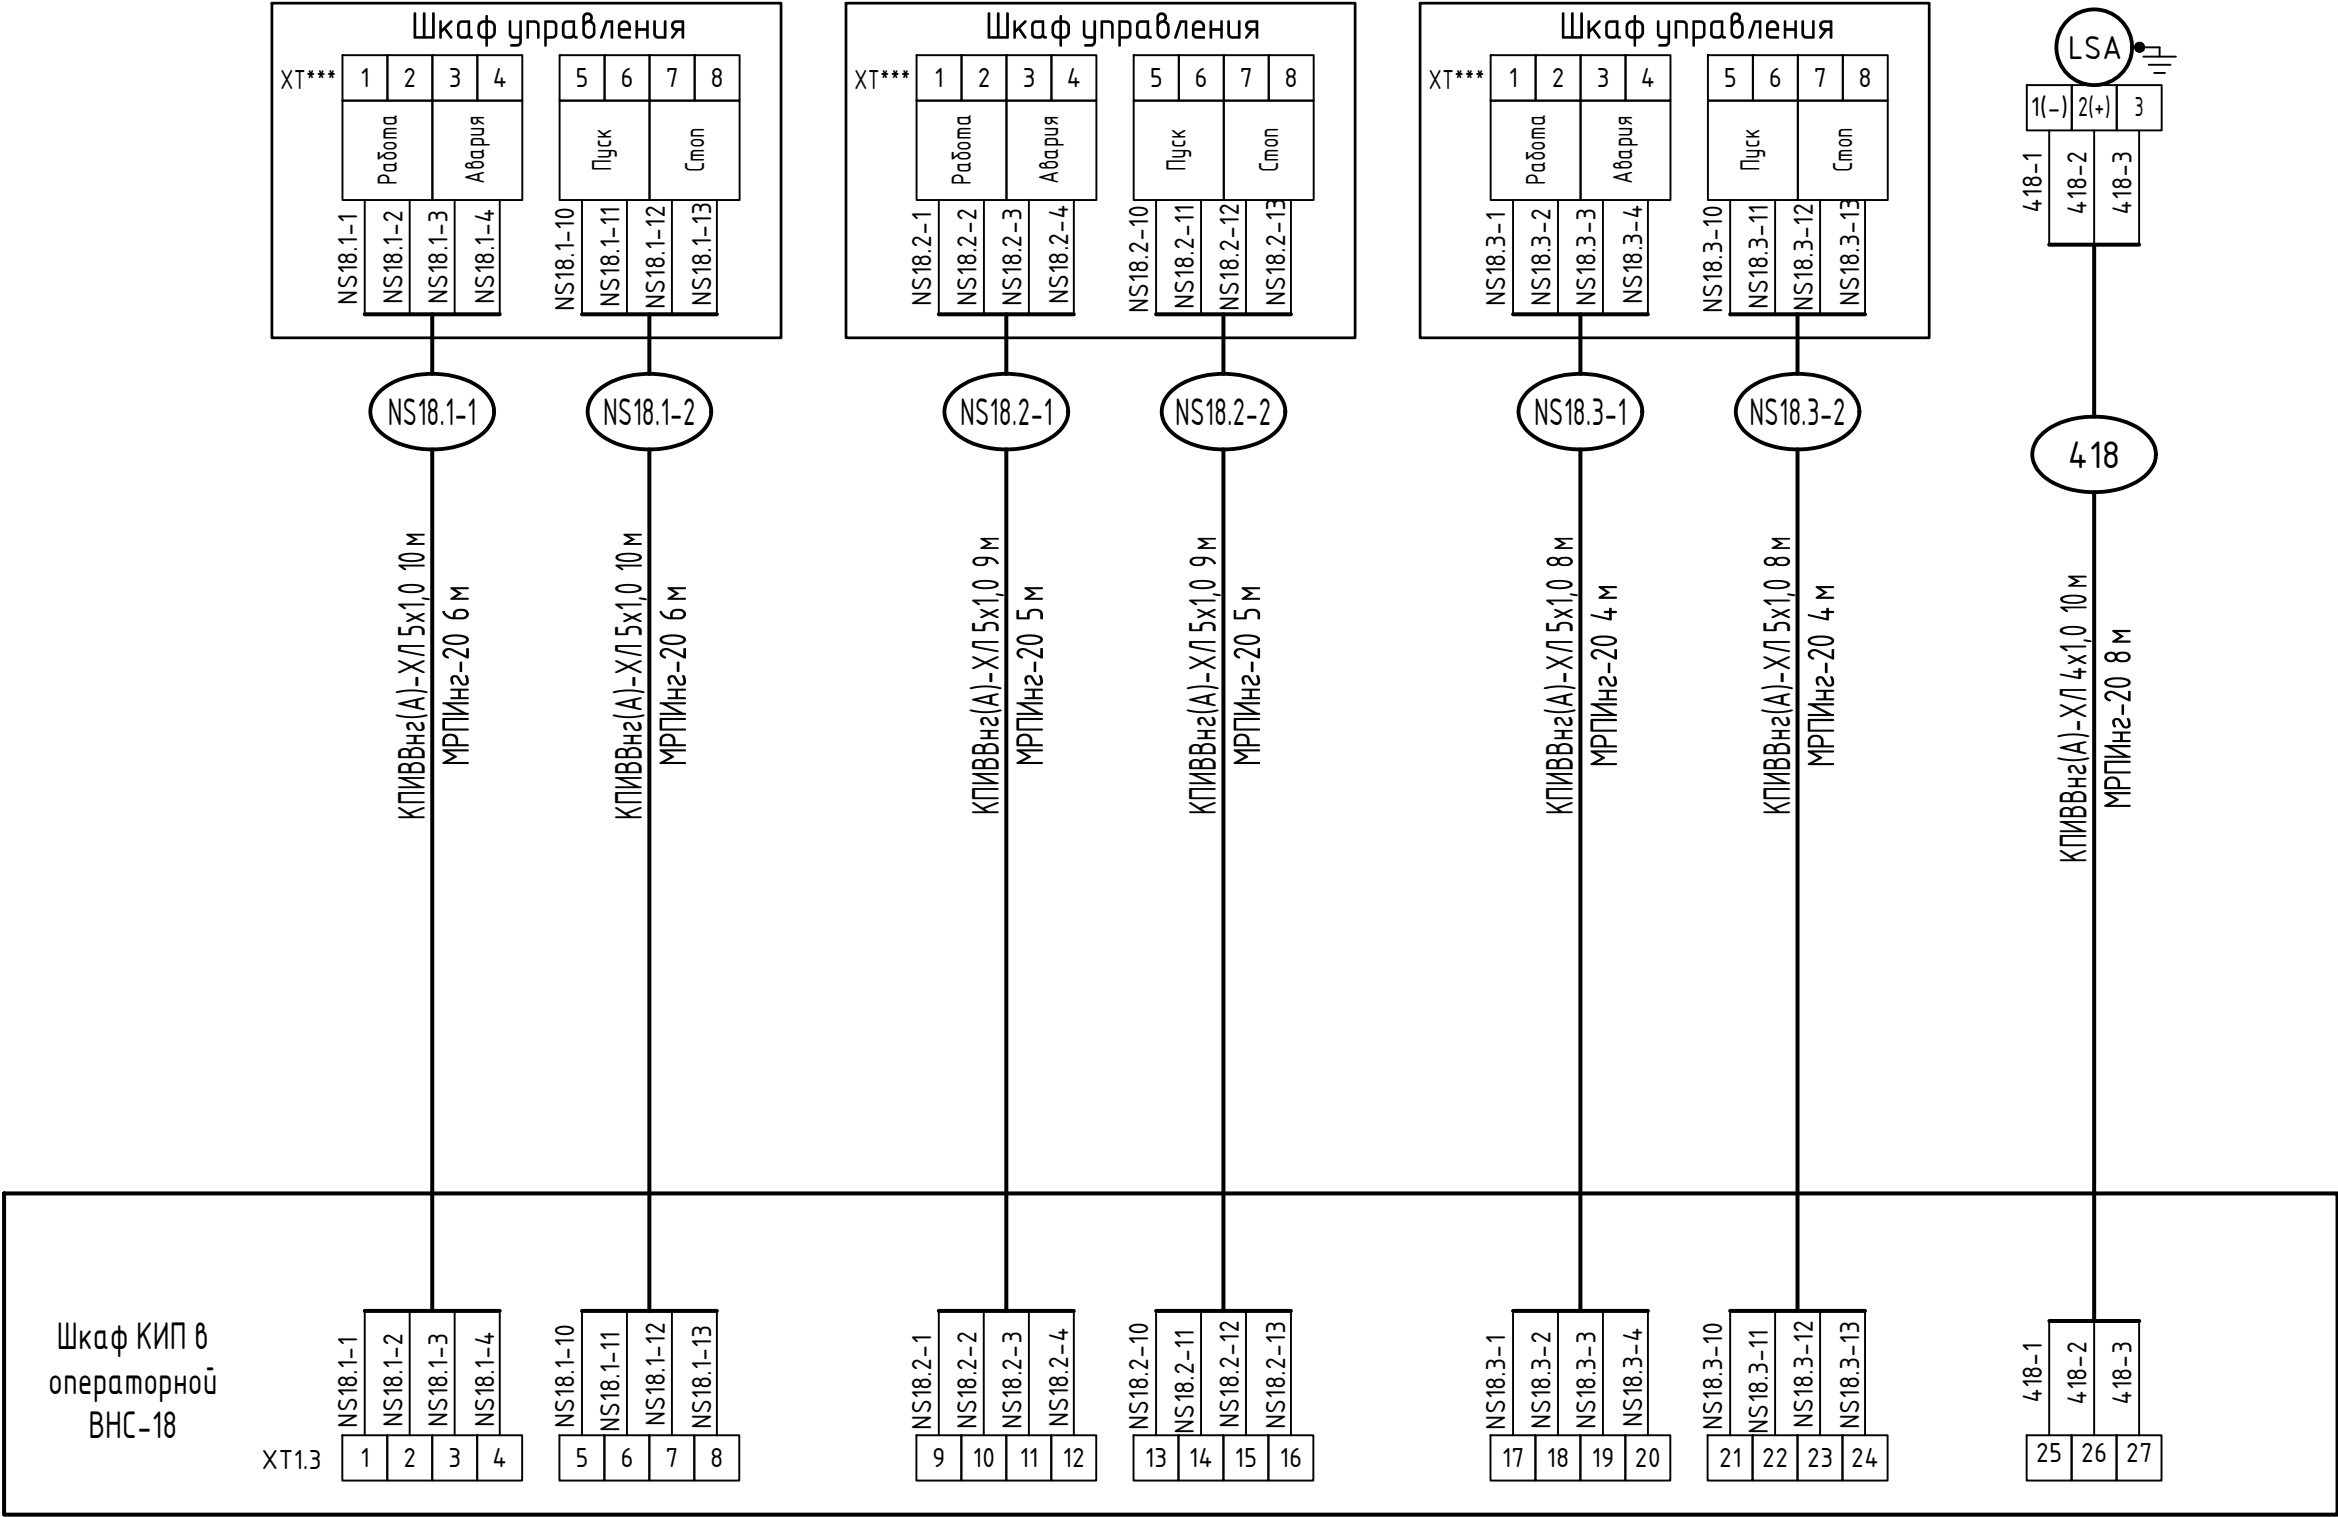 Шкаф управления
XT***
1 2 3 4
5 6 7 8
Работа
Авария
Пуск
Стоп
NS18.1-1
NS18.1-2
NS18.1-3
NS18.1-4
NS18.1-10
NS18.1-11
NS18.1-12
NS18.1-13
Шкаф управления
XT***
1 2 3 4
5 6 7 8
Работа
Авария
Пуск
Стоп
NS18.2-1
NS18.2-2
NS18.2-3
NS18.2-4
NS18.2-10
NS18.2-11
NS18.2-12
NS18.2-13
Шкаф управления
XT***
1 2 3 4
5 6 7 8
Работа
Авария
Пуск
Стоп
NS18.3-1
NS18.3-2
NS18.3-3
NS18.3-4
NS18.3-10
NS18.3-11
NS18.3-12
NS18.3-13
LSA
1(-) 2(+) 3
418-1
418-2
418-3
NS18.1-1
NS18.1-2
NS18.2-1
NS18.2-2
NS18.3-1
NS18.3-2
418
КПИВВнг(А)-ХЛ 5х1,0 10м
МРПИнг-20 6м
КПИВВнг(А)-ХЛ 5х1,0 10м
МРПИнг-20 6м
КПИВВнг(А)-ХЛ 5х1,0 9м
МРПИнг-20 5м
КПИВВнг(А)-ХЛ 5х1,0 9м
МРПИнг-20 5м
КПИВВнг(А)-ХЛ 5х1,0 8м
МРПИнг-20 4м
КПИВВнг(А)-ХЛ 5х1,0 8м
МРПИнг-20 4м
КПИВВнг(А)-ХЛ 4х1,0 10м
МРПИнг-20 8м
Шкаф КИП в
операторной
ВНС-18
NS18.1-1
NS18.1-2
NS18.1-3
NS18.1-4
NS18.1-10
NS18.1-11
NS18.1-12
NS18.1-13
NS18.2-1
NS18.2-2
NS18.2-3
NS18.2-4
NS18.2-10
NS18.2-11
NS18.2-12
NS18.2-13
NS18.3-1
NS18.3-2
NS18.3-3
NS18.3-4
NS18.3-10
NS18.3-11
NS18.3-12
NS18.3-13
418-1
418-2
418-3
XT1.3
1 2 3 4
5 6 7 8
9 10 11 12
13 14 15 16
17 18 19 20
21 22 23 24
25 26 27